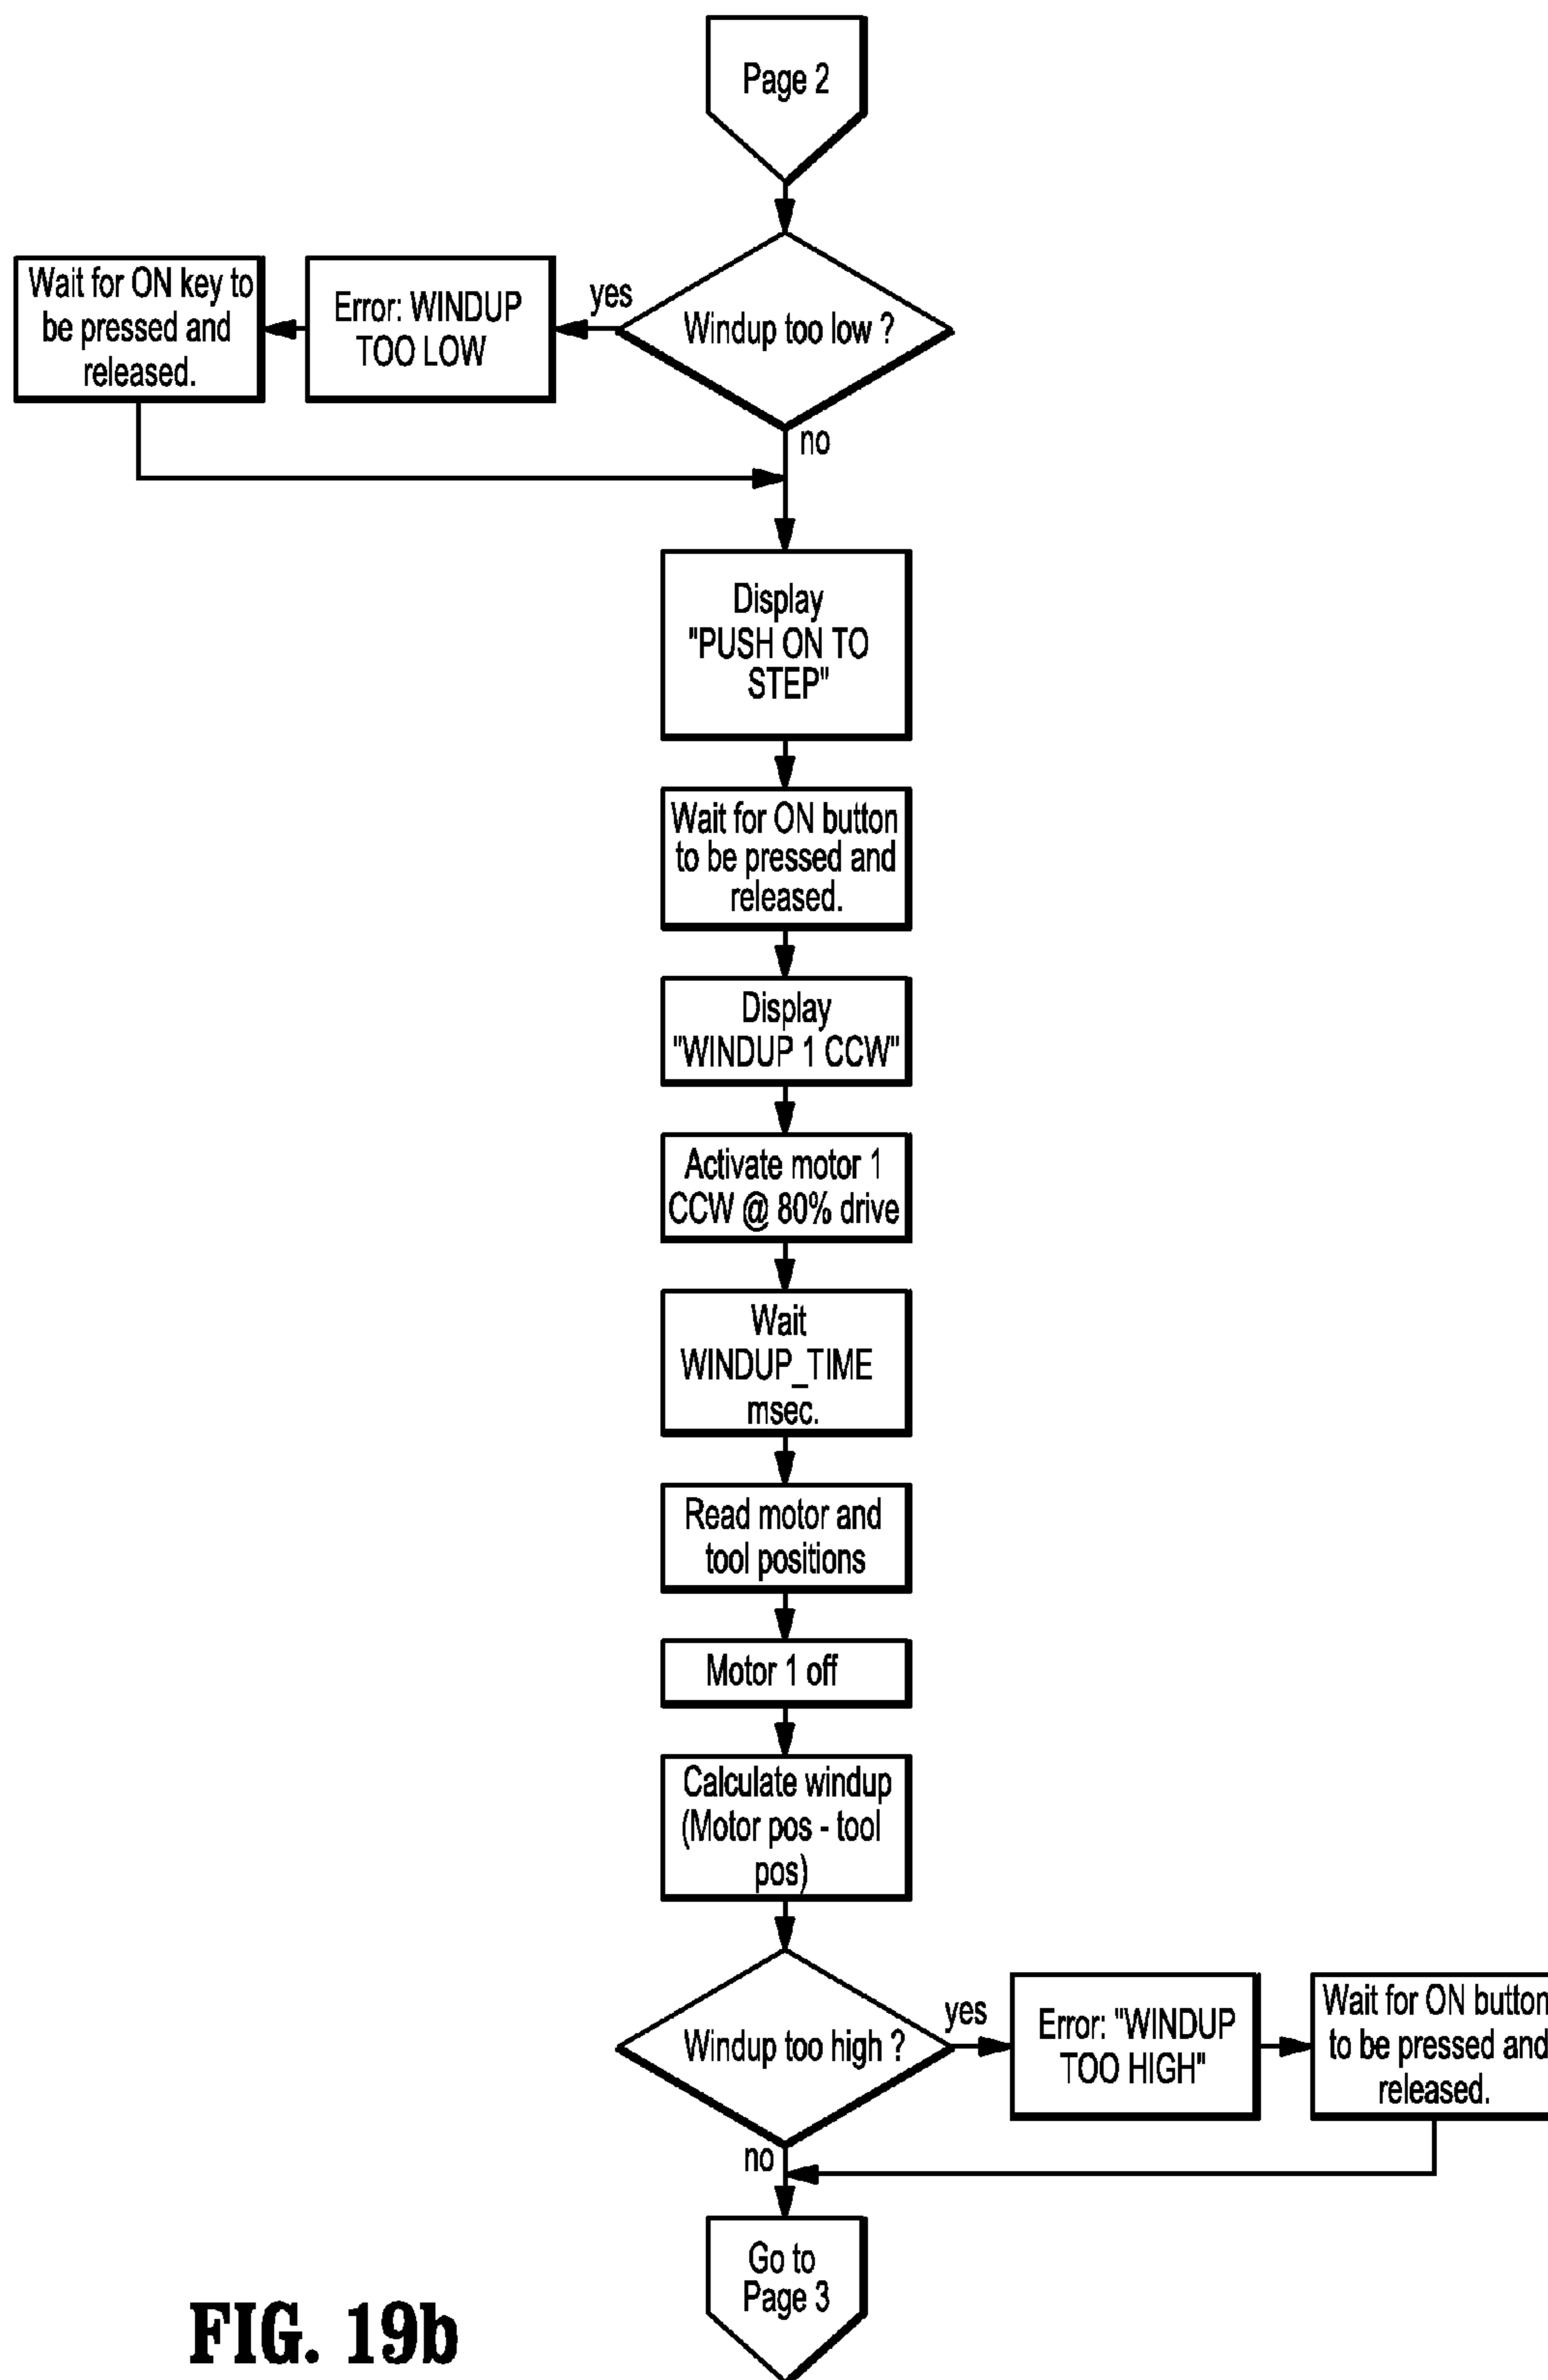 Page 2
Windup too low ?
yes
Error: WINDUP
TOO LOW
Wait for ON key to
be pressed and
released.
no
Display
"PUSH ON TO
STEP"
Wait for ON button
to be pressed and
released.
Display
"WINDUP 1 CCW"
Activate motor 1
CCW @ 80% drive
Wait
WINDUP_TIME
msec.
Read motor and
tool positions
Motor 1 off
Calculate windup
(Motor pos - tool
pos)
Windup too high ?
yes
Error: "WINDUP
TOO HIGH"
Wait for ON button
to be pressed and
released.
no
Go to
Page 3
FIG. 19b